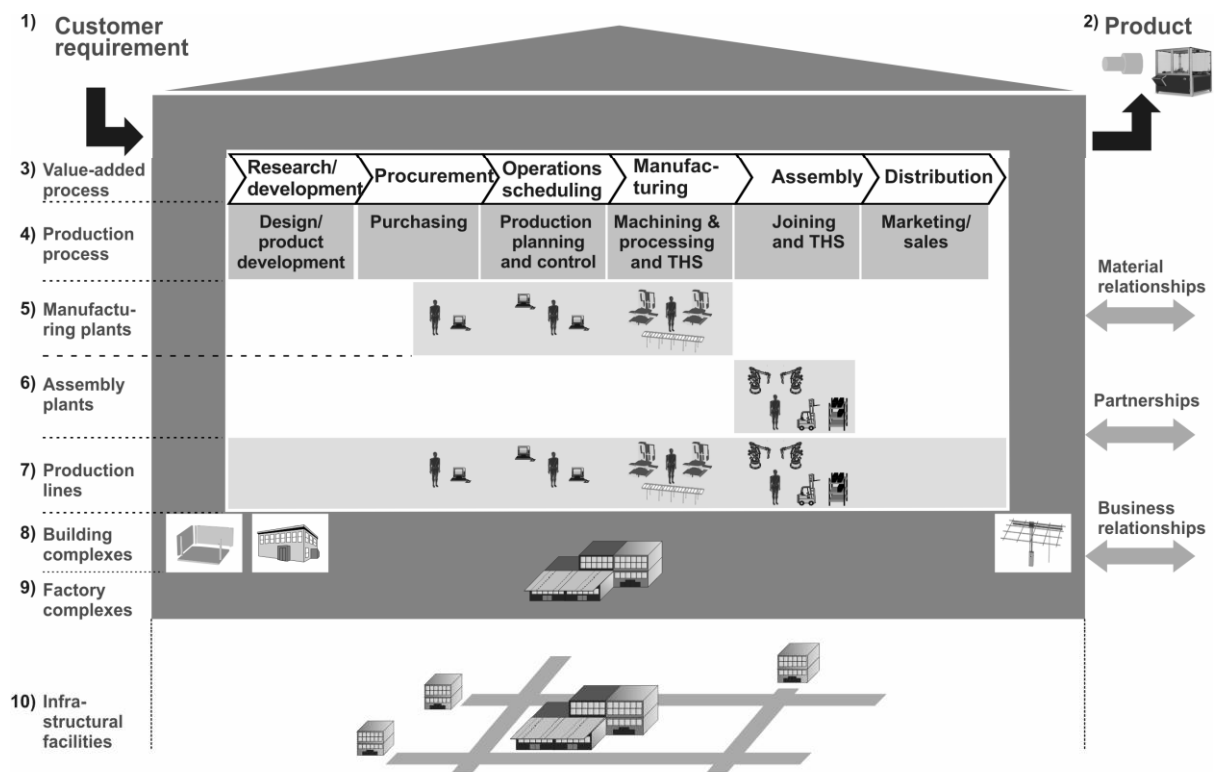 1) Customer
requirement
2) Product
3) Value-added
process
Research/
development
Procurement
Operations
scheduling
Manufac-
turing
Assembly
Distribution
4) Production
process
Design/
product
development
Purchasing
Production
planning
and control
Machining &
processing
and THS
Joining
and THS
Marketing/
sales
Material
relationships
5) Manufactu-
ring plants
6) Assembly
plants
Partnerships
7) Production
lines
Business
relationships
8) Building
complexes
9) Factory
complexes
10) Infra-
structural
facilities